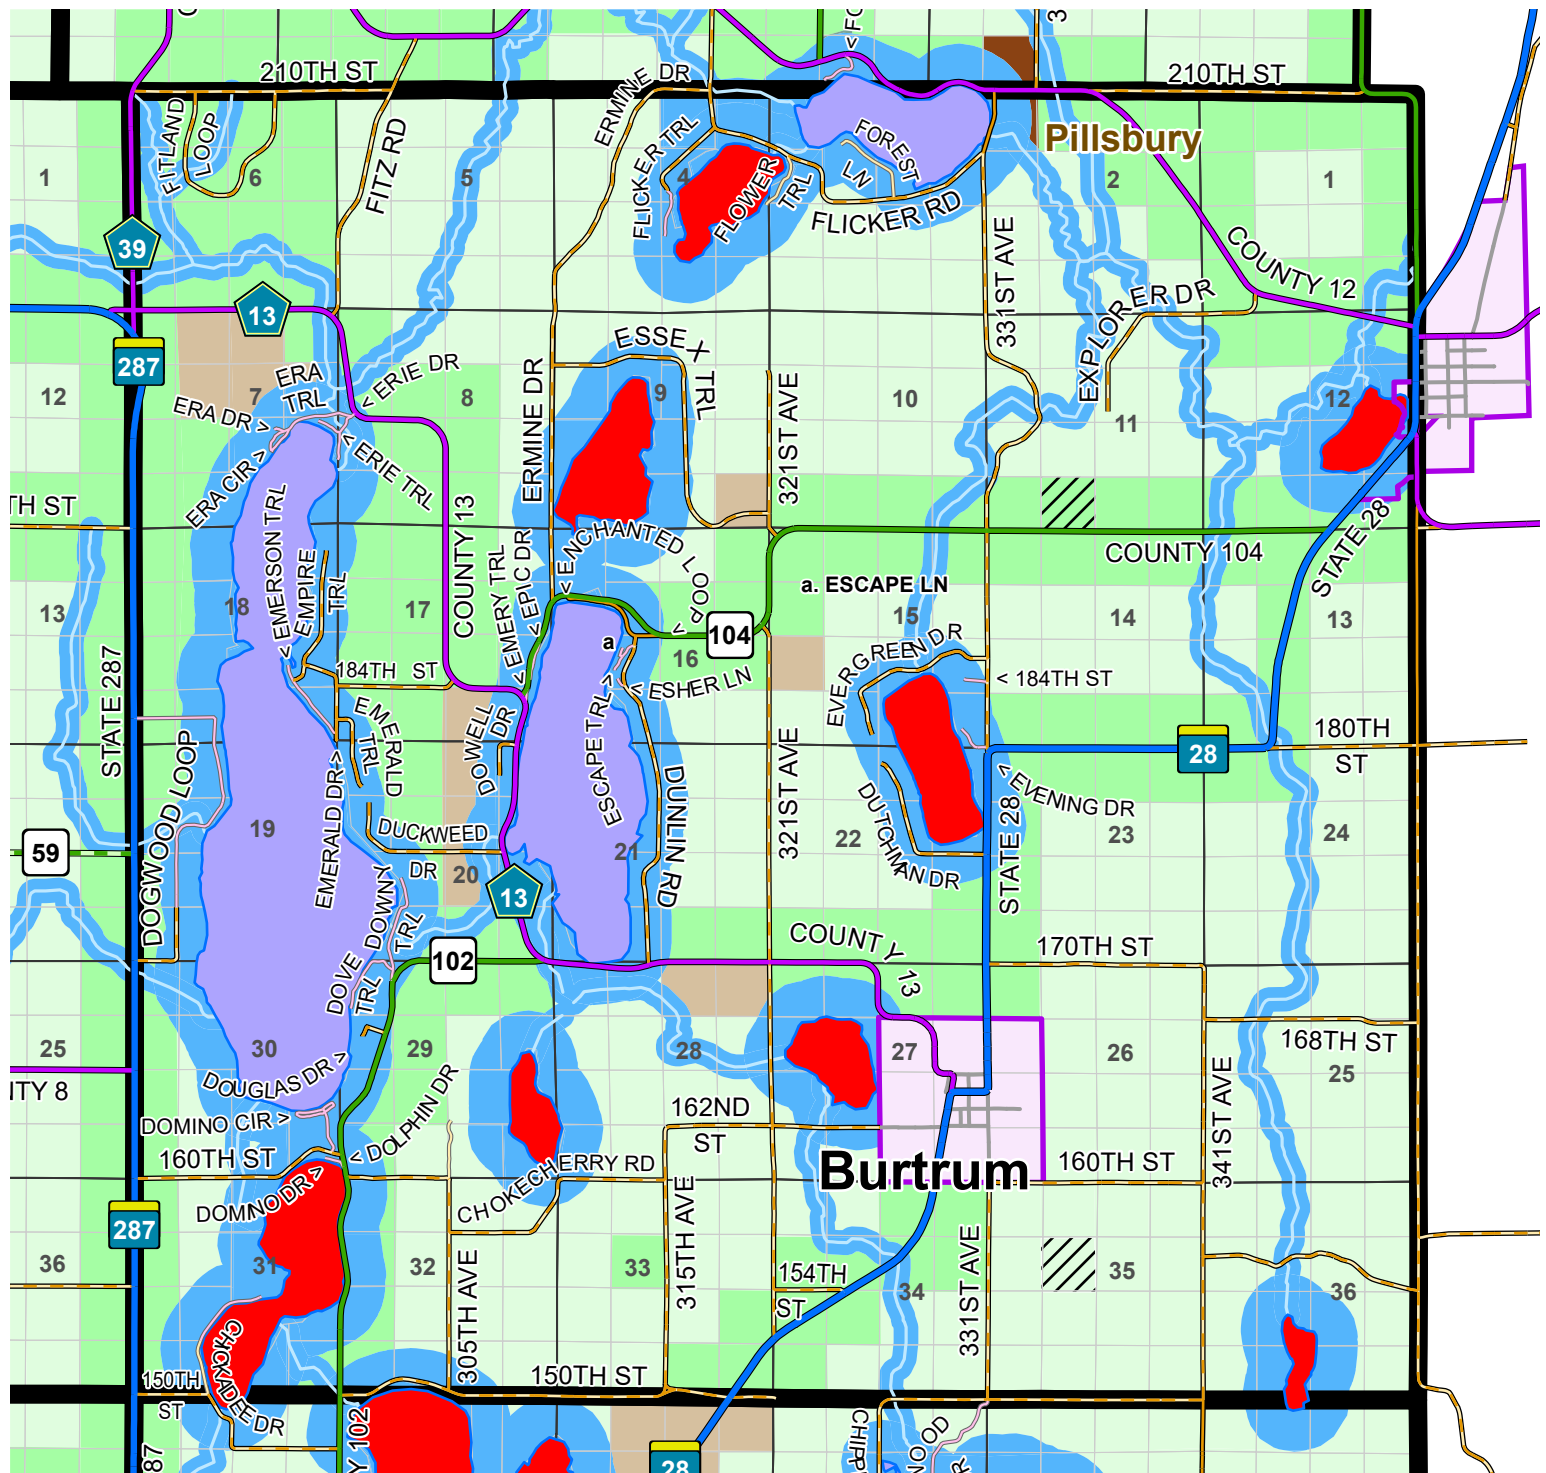 210TH ST
ERMINE DR
210TH ST
FITLAND
LOOP
FITZ RD
FLICKER TRL
FLOWER
TRL
FOREST
LN
FLICKER RD
Pillsbury
1
6
5
4
2
1
39
13
287
331ST AVE
COUNTY 12
EXPLORER DR
ESSEX
TRL
ERA
TRL
< ERIE DR
ERA DR >
ERA CIR >
< ERIE TRL
12
7
8
9
10
11
12
ERMINE DR
321ST AVE
TH ST
COUNTY 13
< EMERSON TRL
EMPIRE
TRL
< EMERY TRL
< EPIC DR
< ENCHANTED LOOP >
COUNTY 104
STATE 28
a. ESCAPE LN
13
18
17
16
15
14
13
a
104
184TH ST
< ESHER LN
EVERGREEN DR
< 184TH ST
STATE 287
EMERALD
TRL
DOWELL
DR
ESCAPE TRL >
180TH
ST
28
DOGWOOD LOOP
EMERALD DR >
DUNLIN RD
321ST AVE
DUTCHMAN DR
STATE 28
< EVENING DR
DUCKWEED
DR
59
19
20
21
22
23
24
13
DOWNY
TRL
DOVE
TRL
102
COUNTY 13
170TH ST
25
30
29
28
27
26
25
168TH ST
NTY 8
DOUGLAS DR >
DOMINO CIR >
< DOLPHIN DR
162ND
ST
160TH ST
DOMINO DR >
CHOKECHERRY RD
Burtrum
160TH ST
341ST AVE
287
36
31
32
33
34
35
36
305TH AVE
315TH AVE
154TH
ST
331ST AVE
CHICKADEE DR
150TH
ST
150TH ST
87
Y 102
28
CHIPP
NOOD